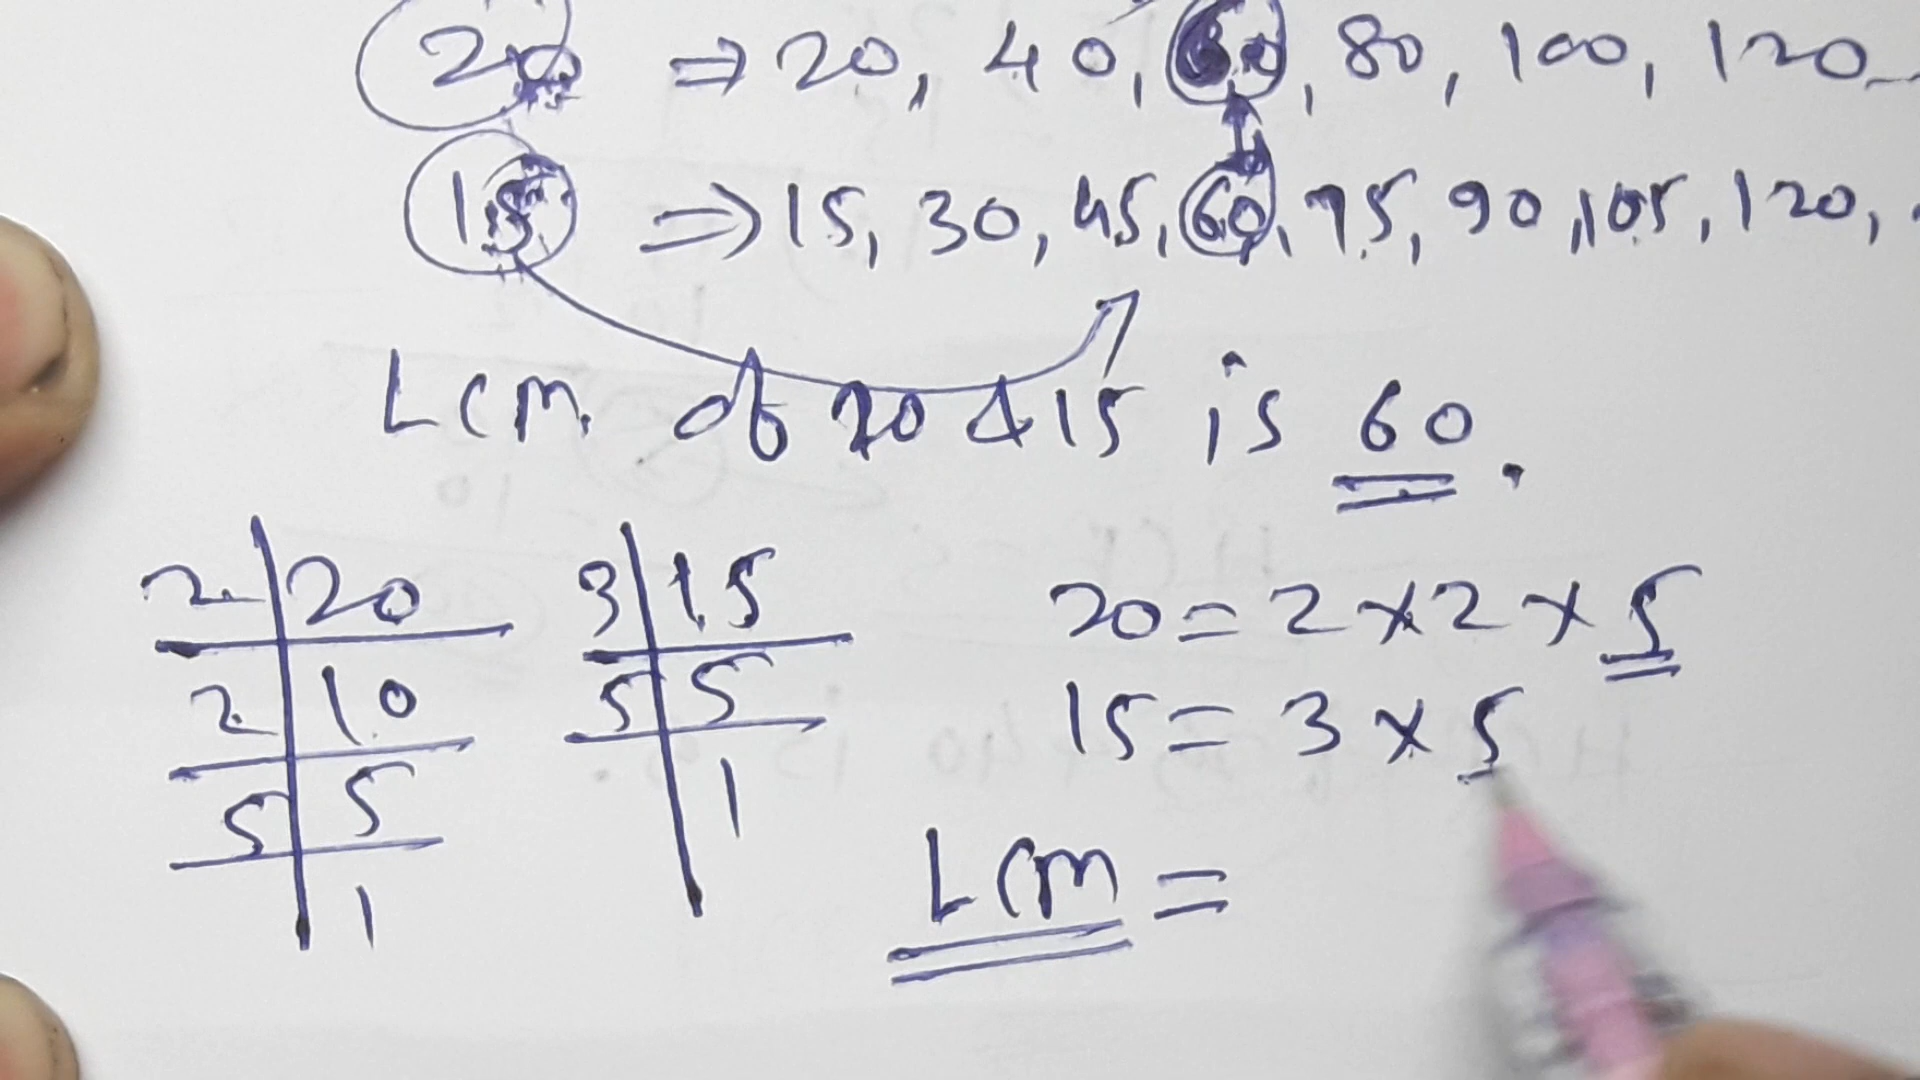 20 ⇒ 20, 40, 60, 80, 100, 120
15 ⇒ 15, 30, 45, 60, 75, 90, 105, 120,
LCM of 20 & 15 is 60.
2 | 20
2 | 10
5 | 5
1
3 | 15
5 | 5
1
20 = 2 × 2 × 5
15 = 3 × 5
LCM =